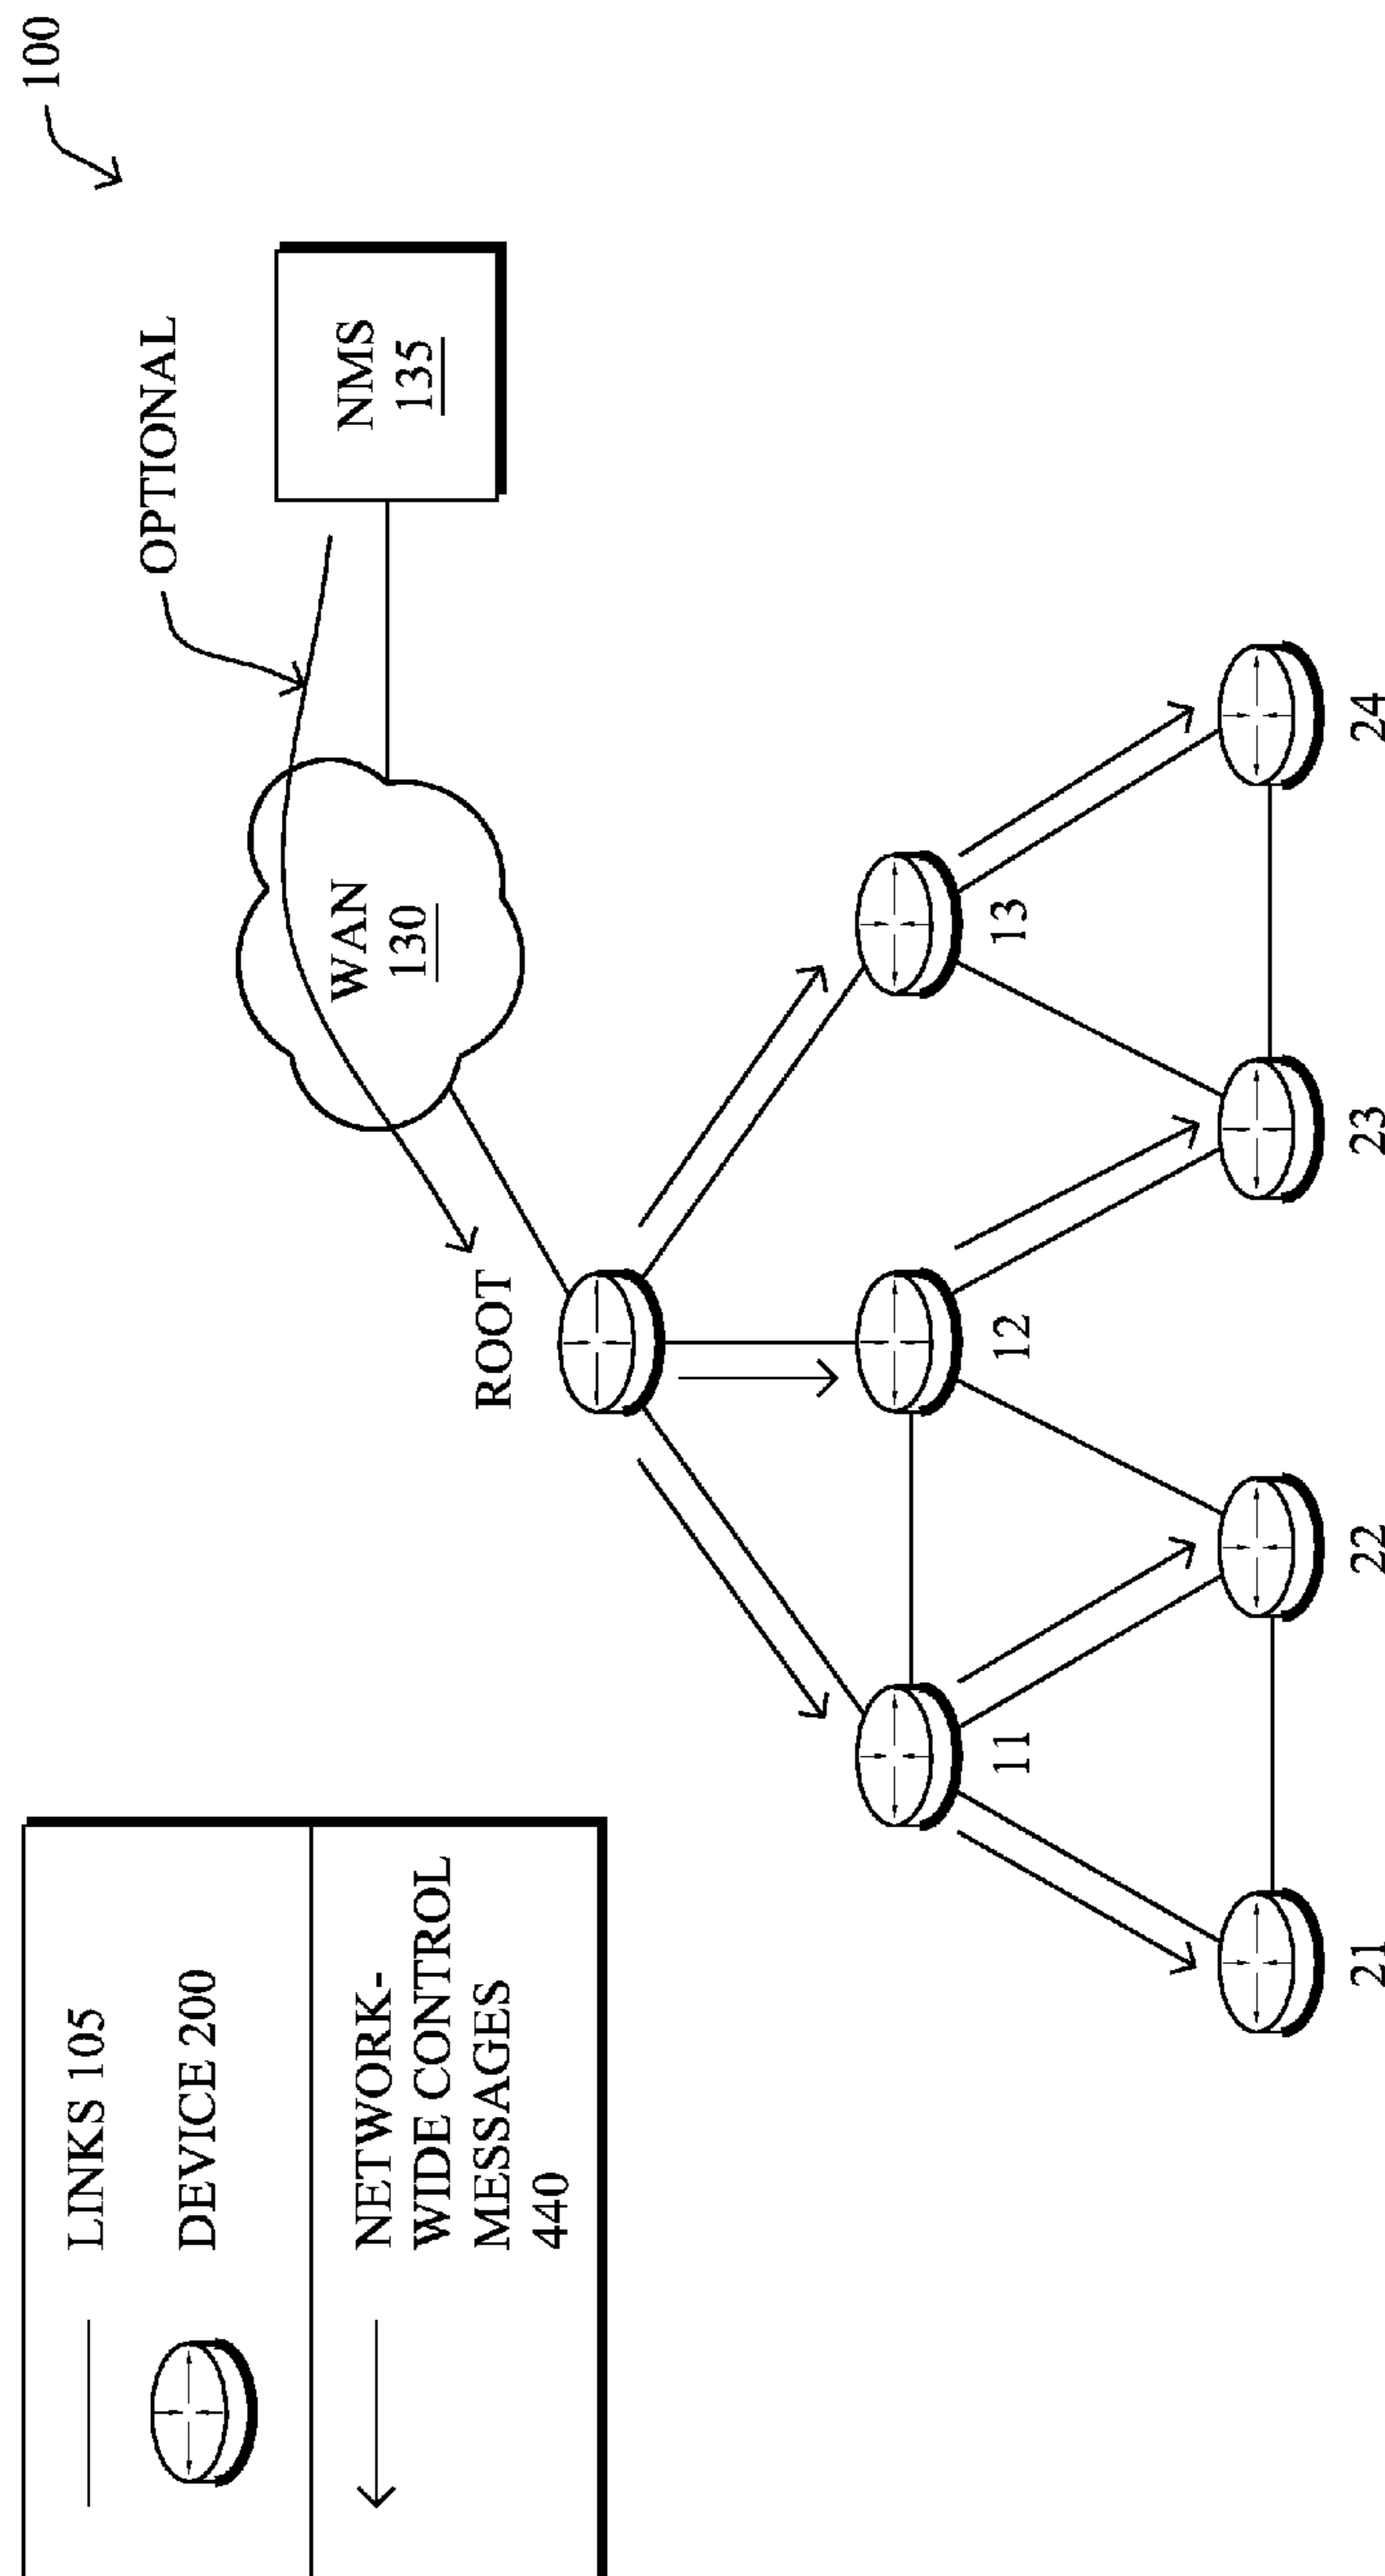 LINKS 105
DEVICE 200
NETWORK-
WIDE CONTROL
MESSAGES
440
100
OPTIONAL
NMS
135
WAN
130
ROOT
11
12
13
21
22
23
24